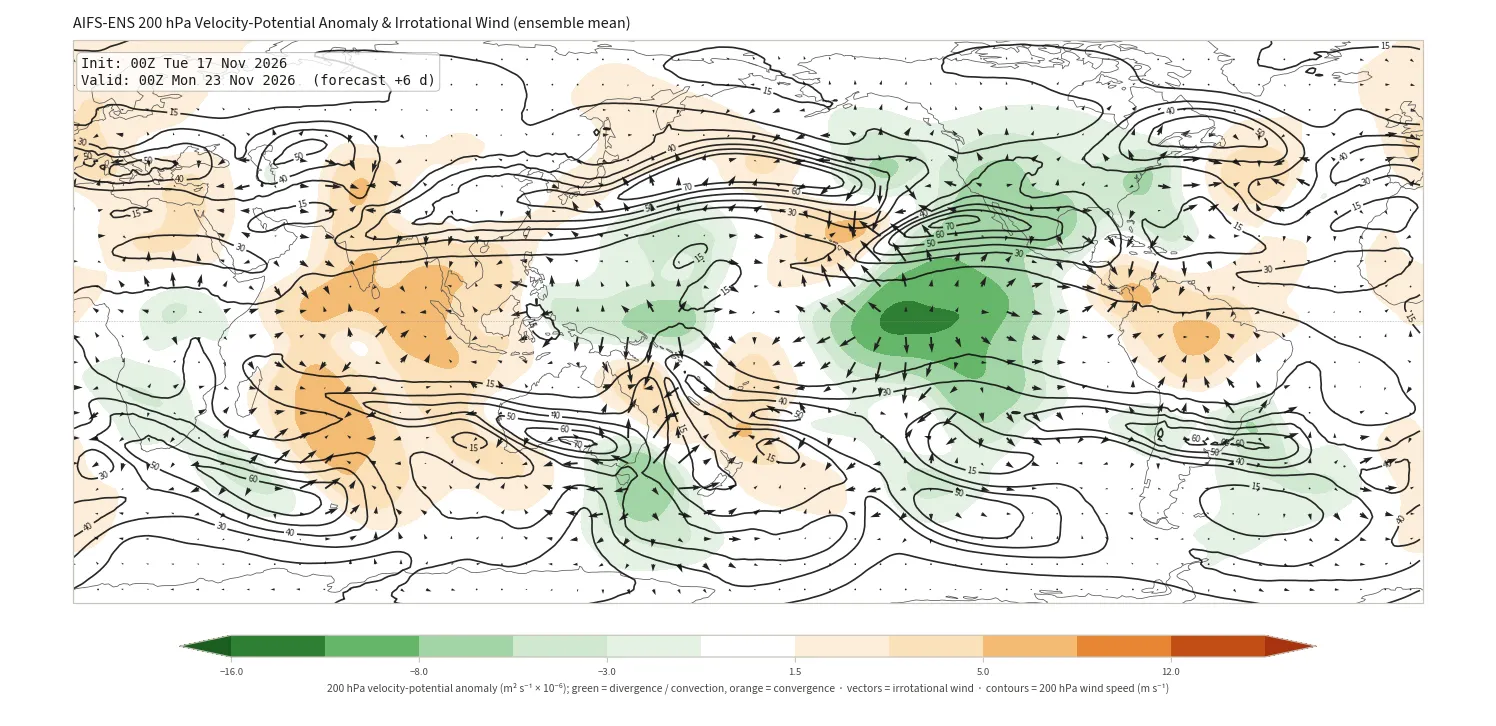 AIFS-ENS 200 hPa Velocity-Potential Anomaly & Irrotational Wind (ensemble mean)
Init: 00Z Tue 17 Nov 2026
Valid: 00Z Mon 23 Nov 2026 (forecast +6 d)
−16.0 −8.0 −3.0 1.5 5.0 12.0
200 hPa velocity-potential anomaly (m² s⁻¹ × 10⁻⁶); green = divergence / convection, orange = convergence · vectors = irrotational wind · contours = 200 hPa wind speed (m s⁻¹)